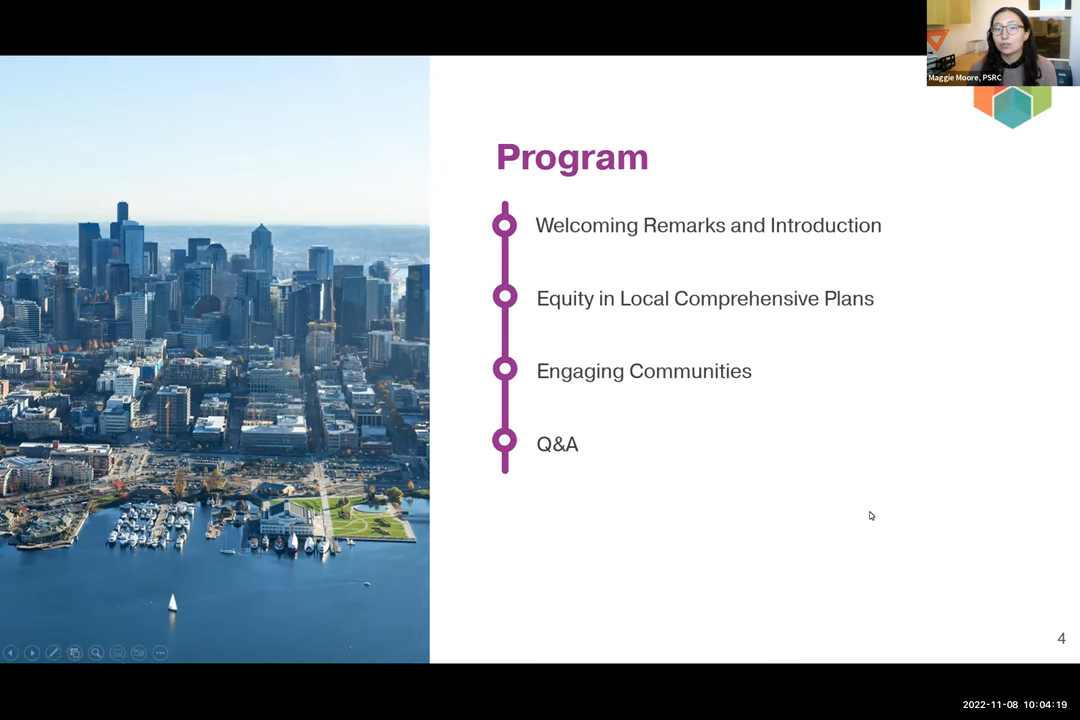 Maggie Moore, PSRC
Program
Welcoming Remarks and Introduction
Equity in Local Comprehensive Plans
Engaging Communities
Q&A
4
2022-11-08 10:04:19